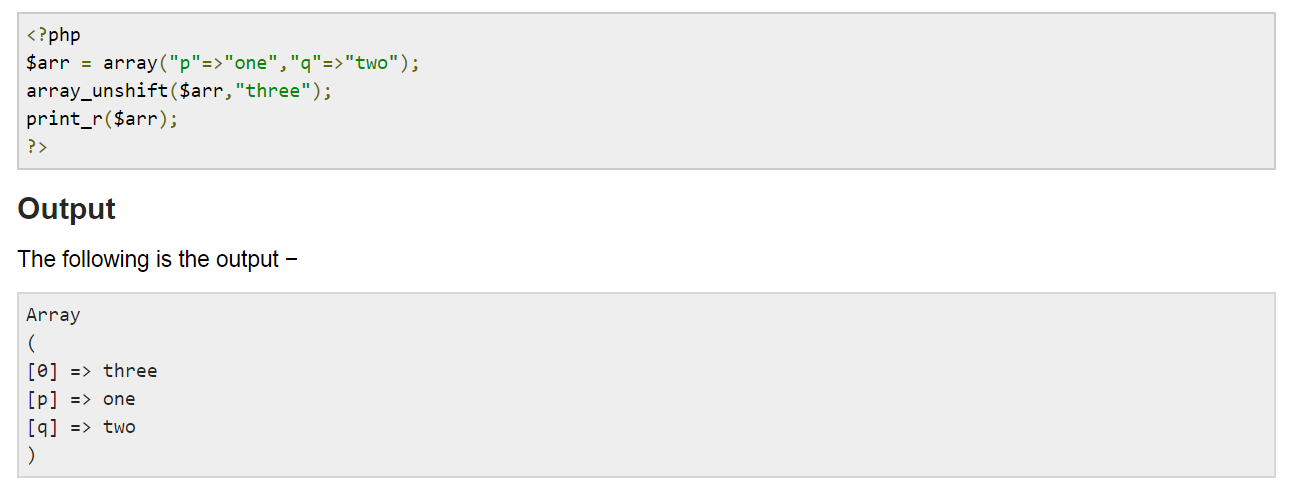 <?php
$arr = array("p"=>"one","q"=>"two");
array_unshift($arr,"three");
print_r($arr);
?>
Output
The following is the output −
Array
(
[0] => three
[p] => one
[q] => two
)